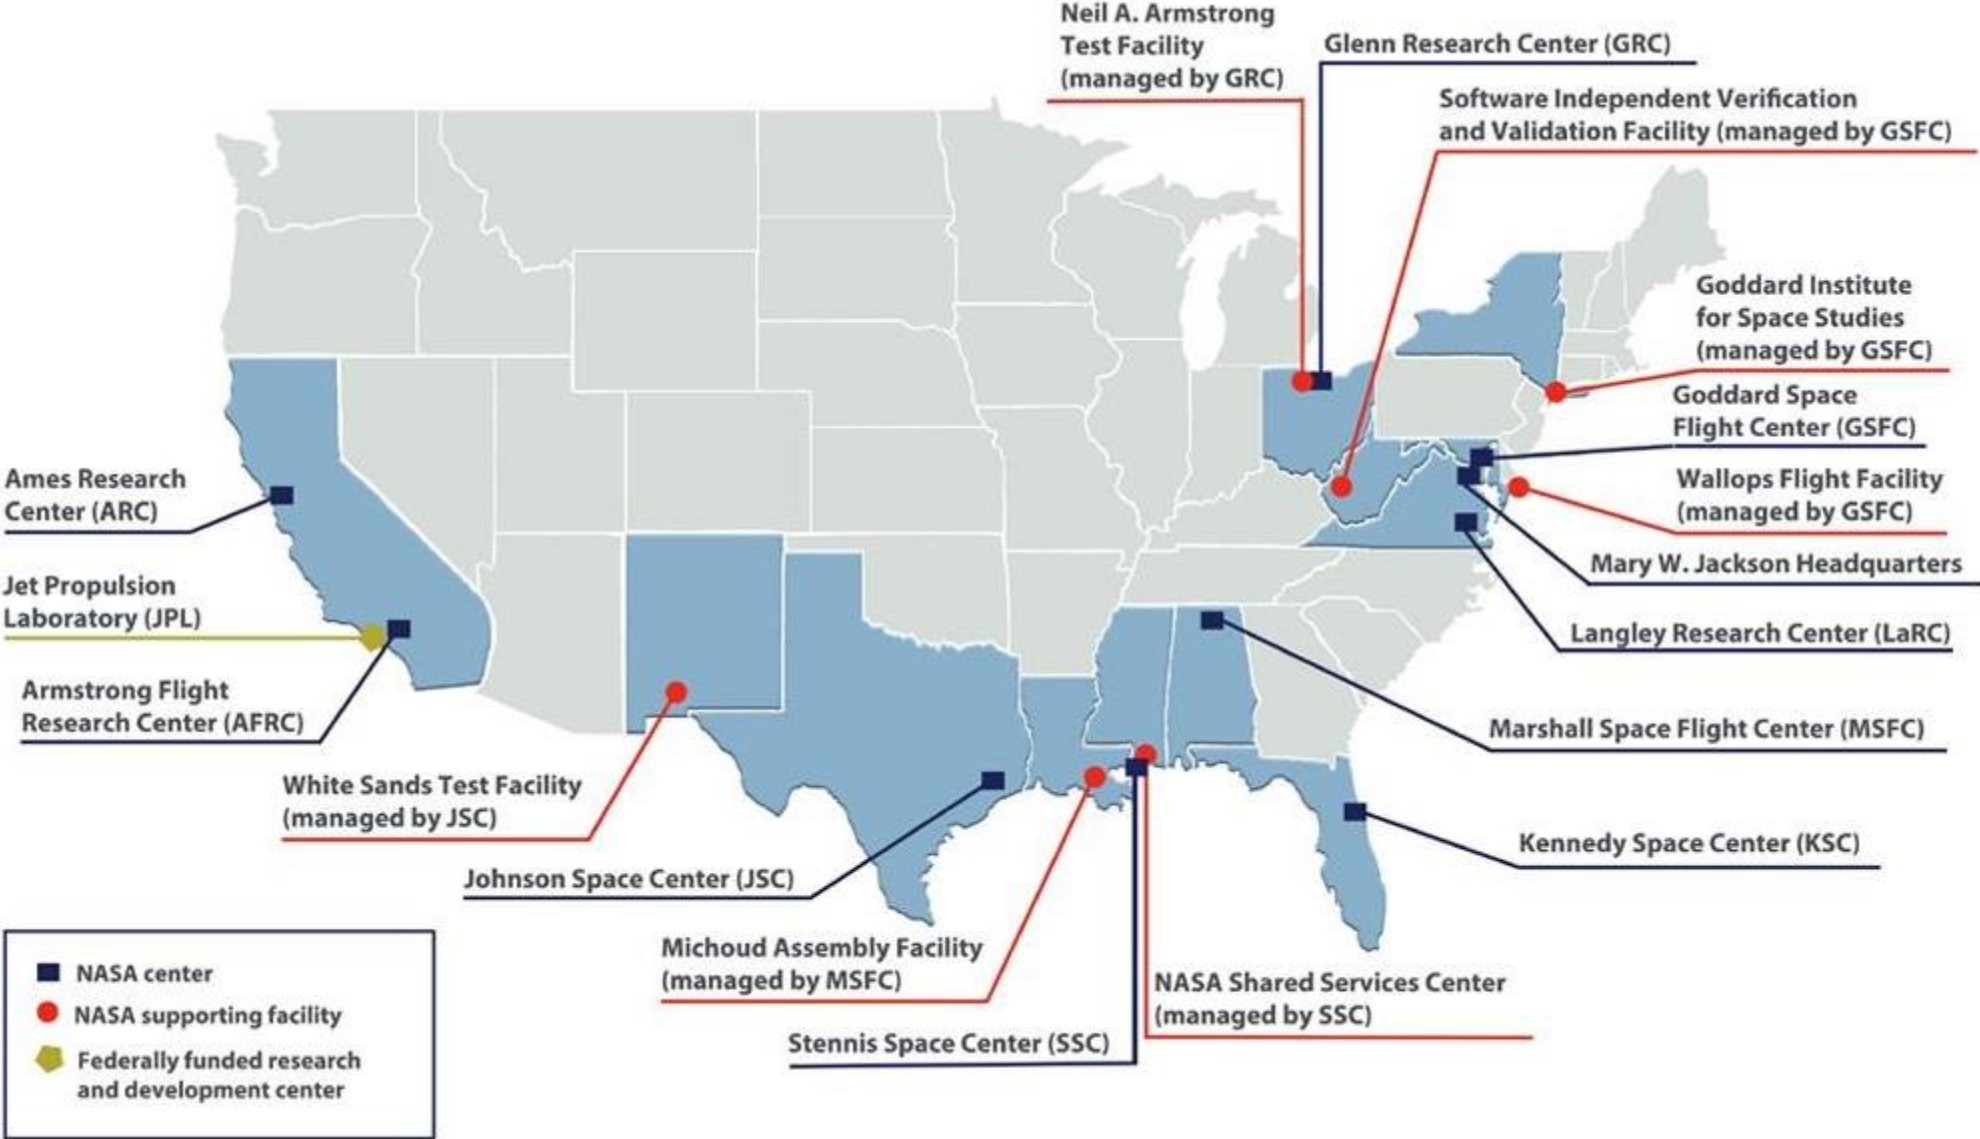 Neil A. Armstrong
Test Facility
(managed by GRC)
Glenn Research Center (GRC)
Software Independent Verification
and Validation Facility (managed by GSFC)
Goddard Institute
for Space Studies
(managed by GSFC)
Goddard Space
Flight Center (GSFC)
Wallops Flight Facility
(managed by GSFC)
Mary W. Jackson Headquarters
Langley Research Center (LaRC)
Marshall Space Flight Center (MSFC)
Kennedy Space Center (KSC)
Ames Research
Center (ARC)
Jet Propulsion
Laboratory (JPL)
Armstrong Flight
Research Center (AFRC)
White Sands Test Facility
(managed by JSC)
Johnson Space Center (JSC)
Michoud Assembly Facility
(managed by MSFC)
Stennis Space Center (SSC)
NASA Shared Services Center
(managed by SSC)
NASA center
NASA supporting facility
Federally funded research
and development center